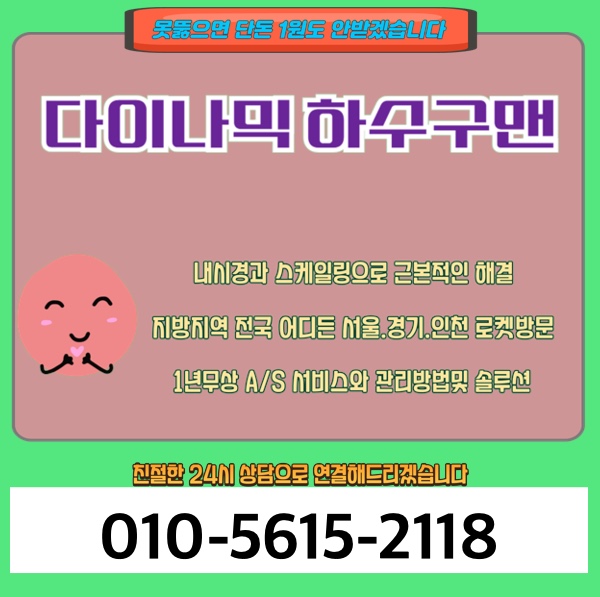 못뚫으면 단돈 1원도 안받겠습니다
다이나믹 하수구맨
내시경과 스케일링으로 근본적인 해결
지방지역 전국 어디든 서울.경기.인천 로켓방문
1년무상 A/S 서비스와 관리방법및 솔루션
친절한 24시 상담으로 연결해드리겠습니다
010-5615-2118